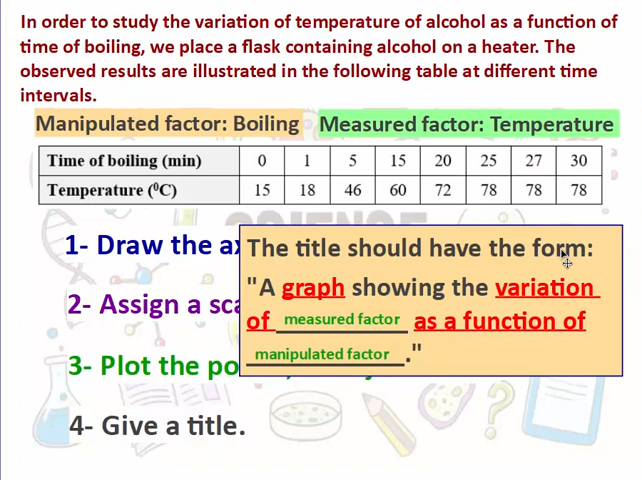 In order to study the variation of temperature of alcohol as a function of
time of boiling, we place a flask containing alcohol on a heater. The
observed results are illustrated in the following table at different time
intervals.
Manipulated factor: Boiling Measured factor: Temperature
Time of boiling (min) 0 1 5 15 20 25 27 30
Temperature (⁰C) 15 18 46 60 72 78 78 78
1- Draw the
2- Assign a
3- Plot the
4- Give a title.
The title should have the form:
"A graph showing the variation
of measured factor as a function of
manipulated factor."